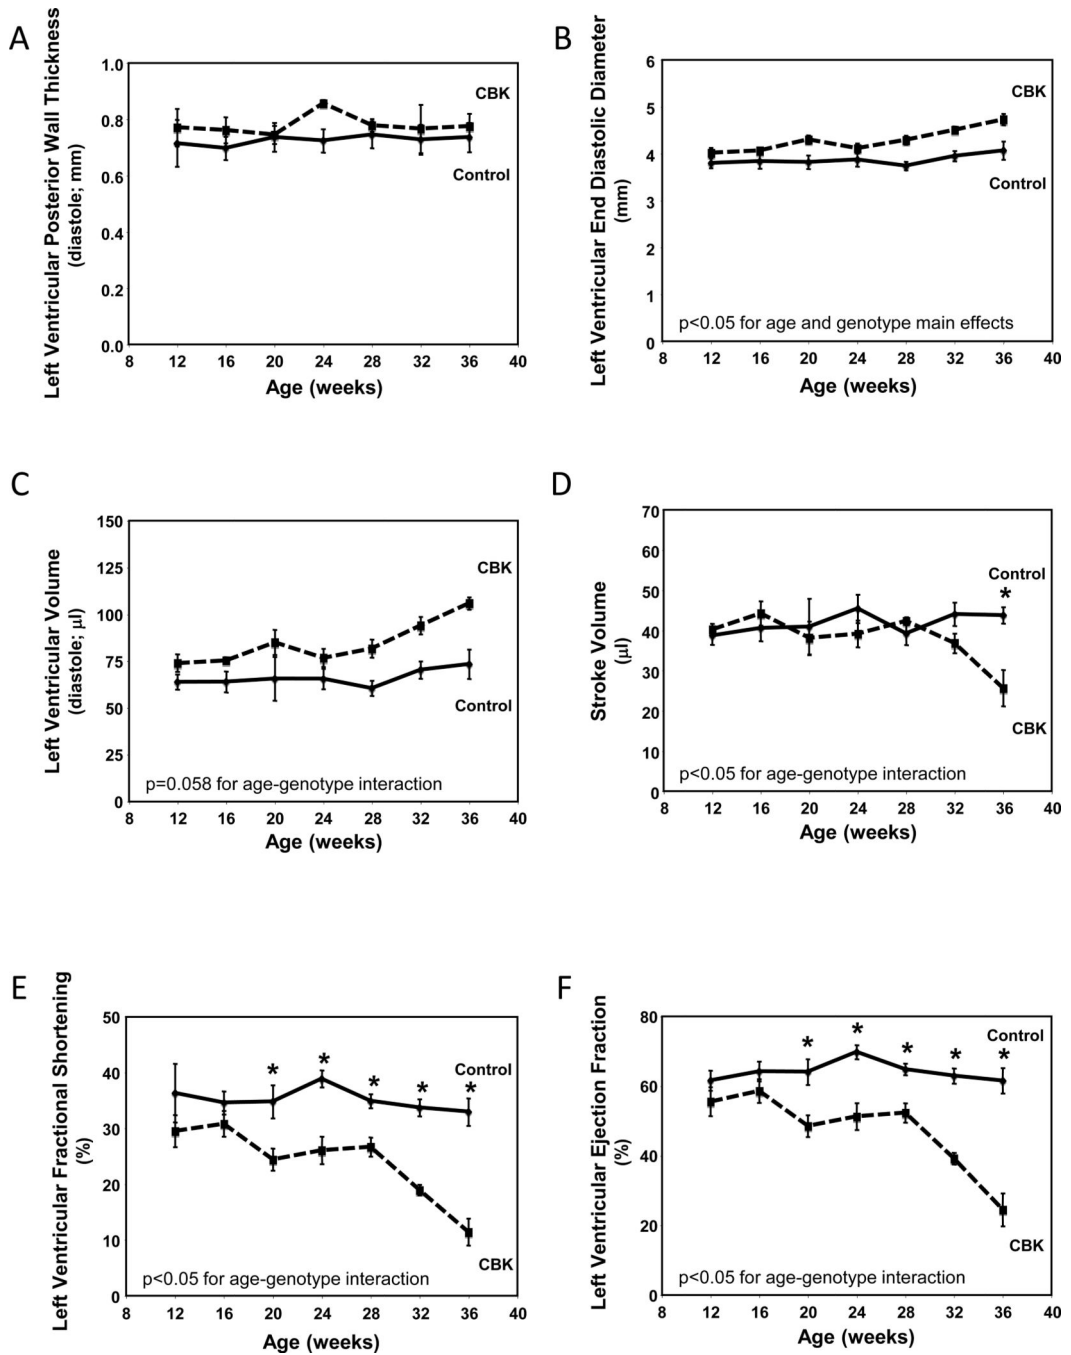 A
Left Ventricular Posterior Wall Thickness
(diastole; mm)
1.0
0.8
0.6
0.4
0.2
0.0
CBK
Control
8 12 16 20 24 28 32 36 40
Age (weeks)
B
Left Ventricular End Diastolic Diameter
(mm)
6
5
4
3
2
1
0
CBK
Control
p<0.05 for age and genotype main effects
8 12 16 20 24 28 32 36 40
Age (weeks)
C
Left Ventricular Volume
(diastole; µl)
150
125
100
75
50
25
0
CBK
Control
p=0.058 for age-genotype interaction
8 12 16 20 24 28 32 36 40
Age (weeks)
D
Stroke Volume
(µl)
70
60
50
40
30
20
10
0
Control
*
CBK
p<0.05 for age-genotype interaction
8 12 16 20 24 28 32 36 40
Age (weeks)
E
Left Ventricular Fractional Shortening
(%)
50
40
30
20
10
0
Control
* * * * *
CBK
p<0.05 for age-genotype interaction
8 12 16 20 24 28 32 36 40
Age (weeks)
F
Left Ventricular Ejection Fraction
(%)
80
60
40
20
0
Control
* * * * *
CBK
p<0.05 for age-genotype interaction
8 12 16 20 24 28 32 36 40
Age (weeks)